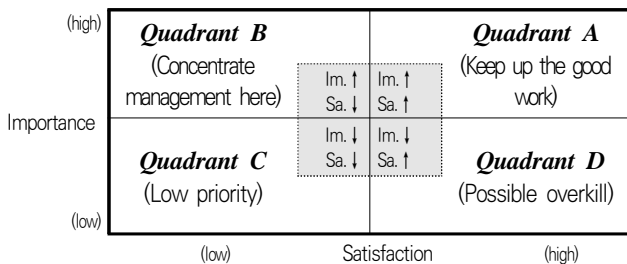 (high)
Quadrant B
(Concentrate
management here)
Quadrant A
(Keep up the good
work)
Im. ↑ Im. ↑
Sa. ↓ Sa. ↑
Importance
Im. ↓ Im. ↓
Sa. ↓ Sa. ↑
Quadrant C
(Low priority)
Quadrant D
(Possible overkill)
(low)
(low) Satisfaction (high)